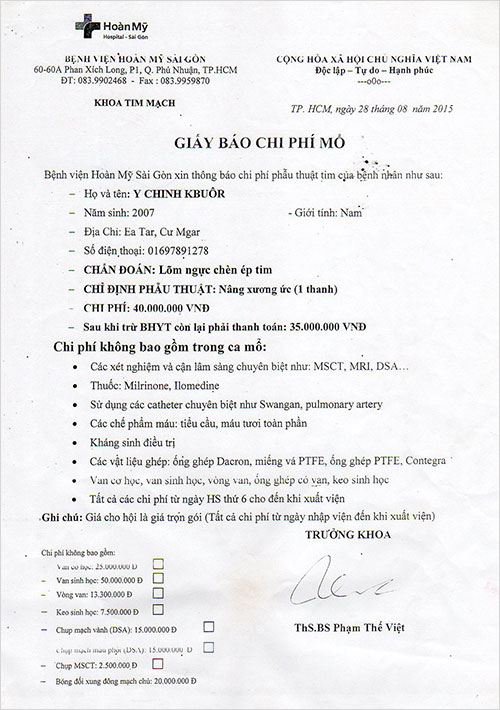 Hoàn Mỹ
Hospital - Sài Gòn
BỆNH VIỆN HOÀN MỸ SÀI GÒN
60-60A Phan Xích Long, P1, Q. Phú Nhuận, TP.HCM
ĐT: 083.9902468 - Fax : 083.9959870
KHOA TIM MẠCH
CỘNG HÒA XÃ HỘI CHỦ NGHĨA VIỆT NAM
Độc lập – Tự do – Hạnh phúc
---o0o---
TP. HCM, ngày 28 tháng 08 năm 2015
GIẤY BÁO CHI PHÍ MỔ
Bệnh viện Hoàn Mỹ Sài Gòn xin thông báo chi phí phẫu thuật tim của bệnh nhân như sau:
– Họ và tên: Y CHINH KBUÔR
– Năm sinh: 2007 - Giới tính: Nam
– Địa Chỉ: Ea Tar, Cư Mgar
– Số điện thoại: 01697891278
– CHẨN ĐOÁN: Lõm ngực chèn ép tim
– CHỈ ĐỊNH PHẪU THUẬT: Nâng xương ức (1 thanh)
– CHI PHÍ: 40.000.000 VNĐ
– Sau khi trừ BHYT còn lại phải thanh toán: 35.000.000 VNĐ
Chi phí không bao gồm trong ca mổ:
• Các xét nghiệm và cận lâm sàng chuyên biệt như: MSCT, MRI, DSA…
• Thuốc: Milrinone, Ilomedine
• Sử dụng các catheter chuyên biệt như Swangan, pulmonary artery
• Các chế phẩm máu: tiểu cầu, máu tươi toàn phần
• Kháng sinh điều trị
• Các vật liệu ghép: ống ghép Dacron, miếng vá PTFE, ống ghép PTFE, Contegra
• Van cơ học, van sinh học, vòng van, ống ghép có van, keo sinh học
• Tất cả các chi phí từ ngày HS thứ 6 cho đến khi xuất viện
Ghi chú: Giá cho hội là giá trọn gói (Tất cả chi phí từ ngày nhập viện đến khi xuất viện)
TRƯỞNG KHOA
ThS.BS Phạm Thế Việt
Chi phí không bao gồm:
– Van cơ học: 25.000.000 Đ
– Van sinh học: 50.000.000 Đ
– Vòng van: 13.300.000 Đ
– Keo sinh học: 7.500.000 Đ
– Chụp mạch vành (DSA): 15.000.000 Đ
– Chụp mạch máu phổi (DSA): 15.000.000 Đ
– Chụp MSCT: 2.500.000 Đ
– Bóng đối xung động mạch chủ: 20.000.000 Đ